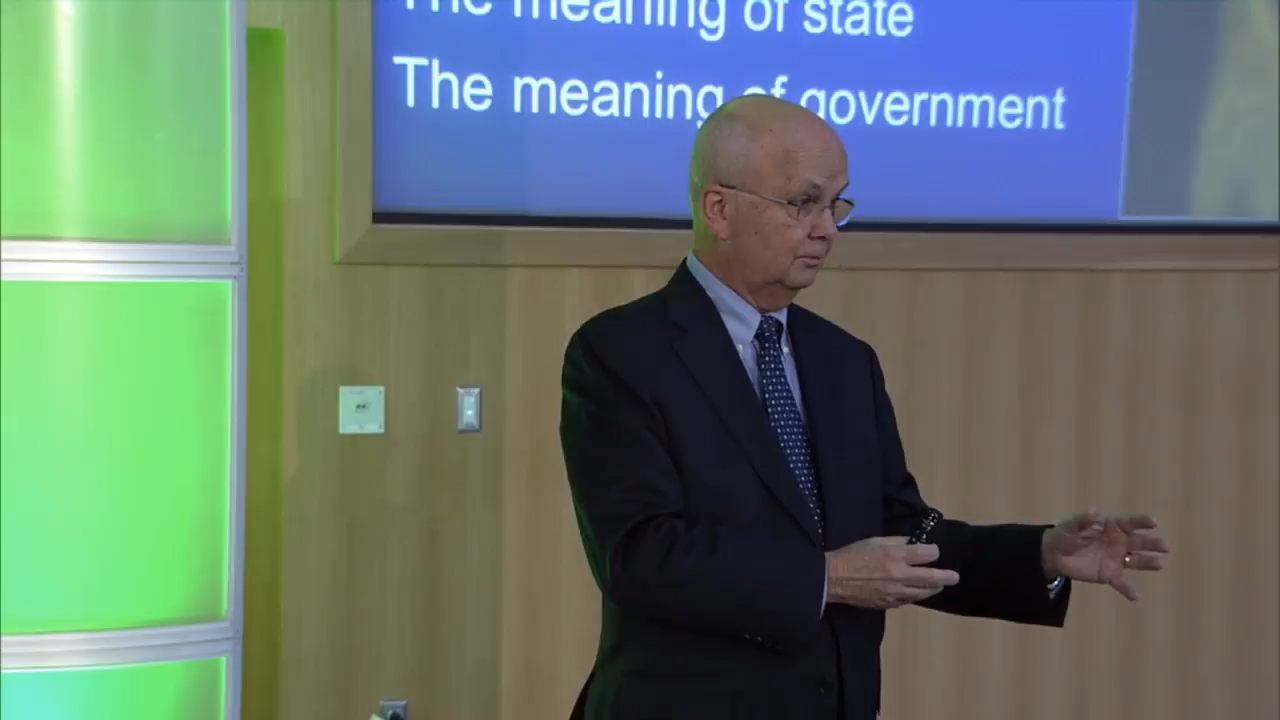 The meaning of state
The meaning of government